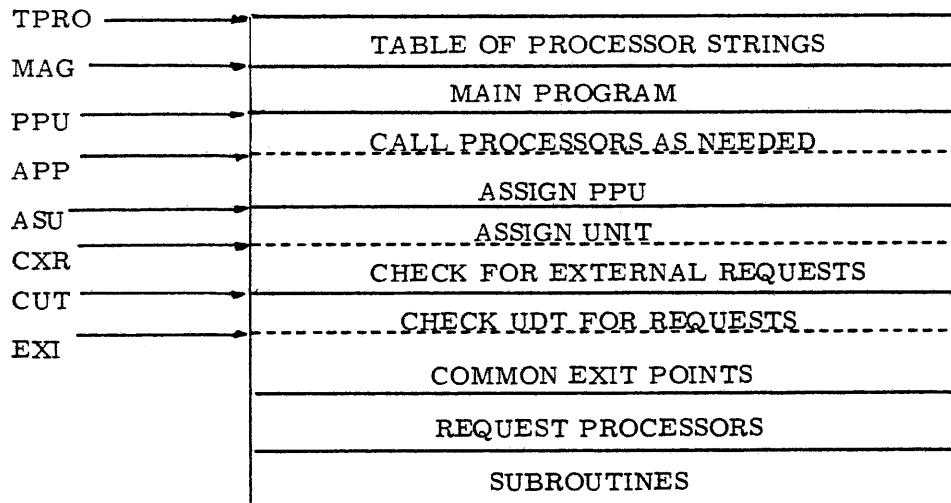 TPRO
TABLE OF PROCESSOR STRINGS
MAG
MAIN PROGRAM
PPU
CALL PROCESSORS AS NEEDED
APP
ASSIGN PPU
ASU
ASSIGN UNIT
CXR
CHECK FOR EXTERNAL REQUESTS
CUT
CHECK UDT FOR REQUESTS
EXI
COMMON EXIT POINTS
REQUEST PROCESSORS
SUBROUTINES